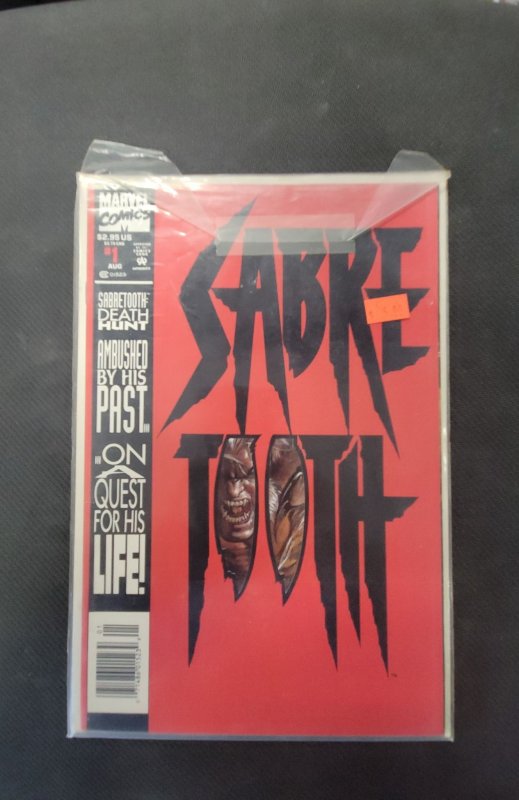 MARVEL
COMICS
$2.95 US
#1
AUG
SABRETOOTH:
DEATH
HUNT
AMBUSHED
BY HIS
PAST...
...ON
A
QUEST
FOR HIS
LIFE!
SABRE
TOOTH
01